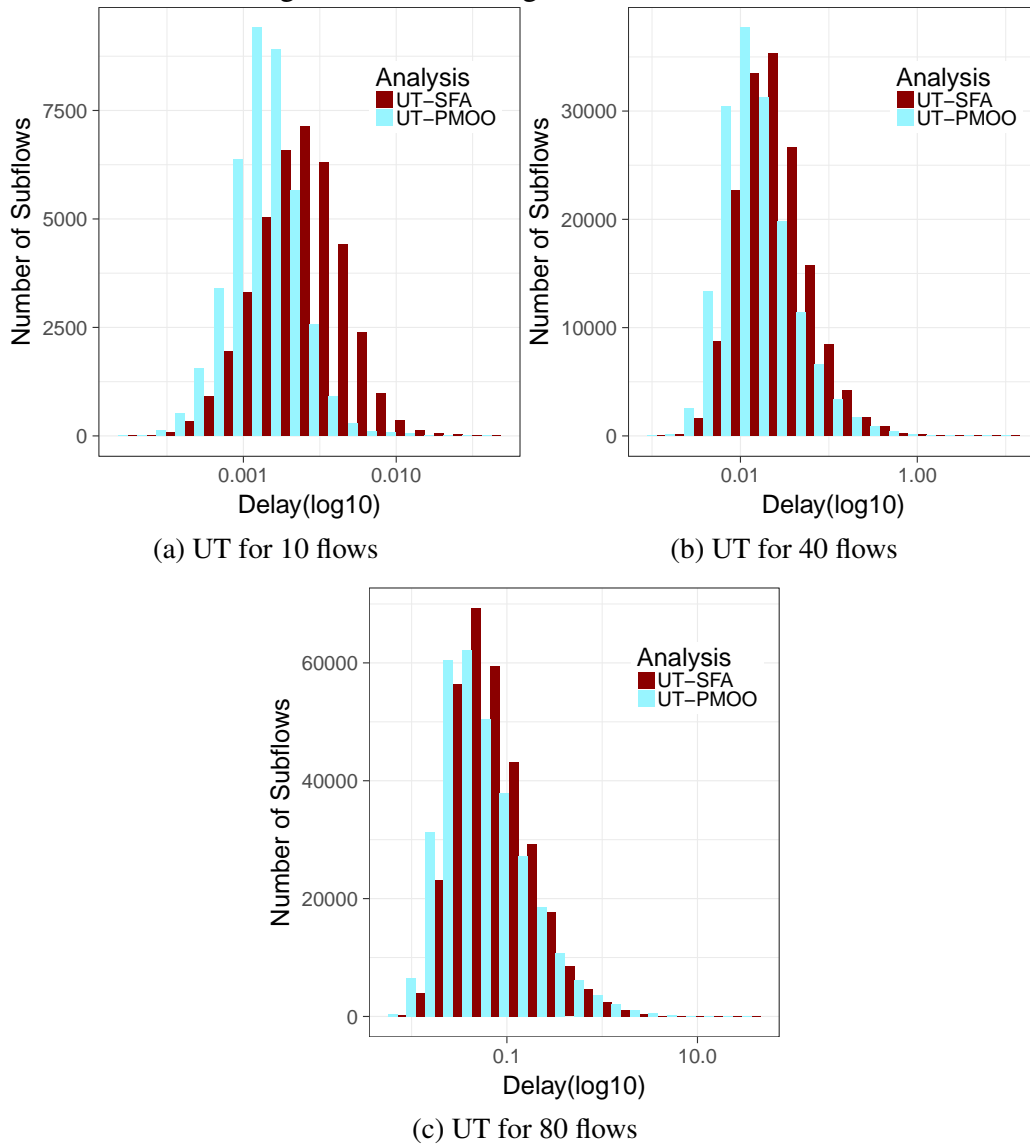 Analysis
UT−SFA
UT−PMOO
7500
5000
2500
0
Number of Subflows
0.001 0.010
Delay(log10)
(a) UT for 10 flows
Analysis
UT−SFA
UT−PMOO
30000
20000
10000
0
Number of Subflows
0.01 1.00
Delay(log10)
(b) UT for 40 flows
Analysis
UT−SFA
UT−PMOO
60000
40000
20000
0
Number of Subflows
0.1 10.0
Delay(log10)
(c) UT for 80 flows